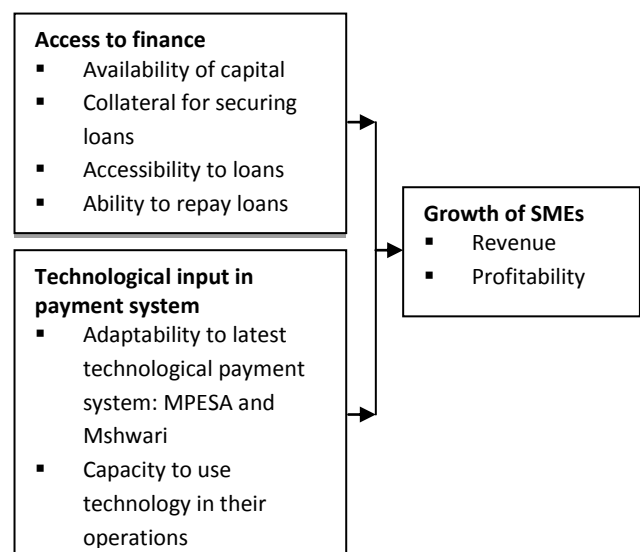 Access to finance
▪ Availability of capital
▪ Collateral for securing
loans
▪ Accessibility to loans
▪ Ability to repay loans
Technological input in
payment system
▪ Adaptability to latest
technological payment
system: MPESA and
Mshwari
▪ Capacity to use
technology in their
operations
Growth of SMEs
▪ Revenue
▪ Profitability